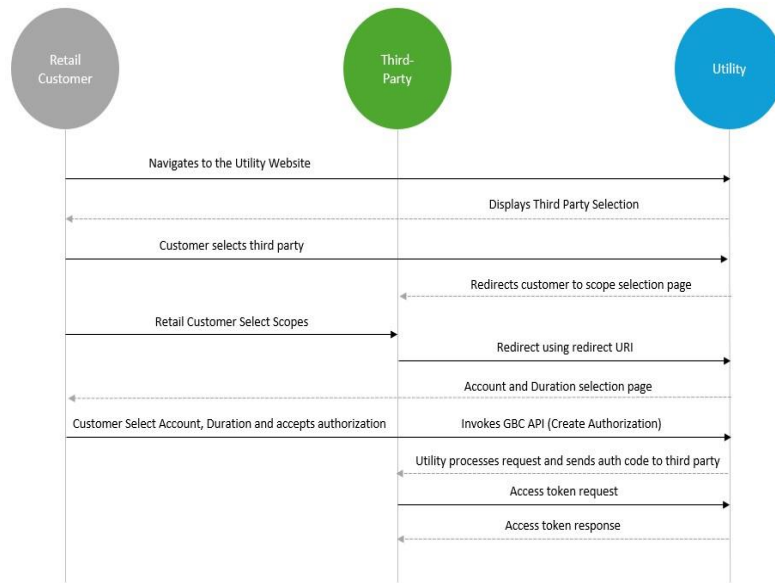 Retail
Customer
Third-
Party
Utility
Navigates to the Utility Website
Displays Third Party Selection
Customer selects third party
Redirects customer to scope selection page
Retail Customer Select Scopes
Redirect using redirect URI
Account and Duration selection page
Customer Select Account, Duration and accepts authorization
Invokes GBC API (Create Authorization)
Utility processes request and sends auth code to third party
Access token request
Access token response